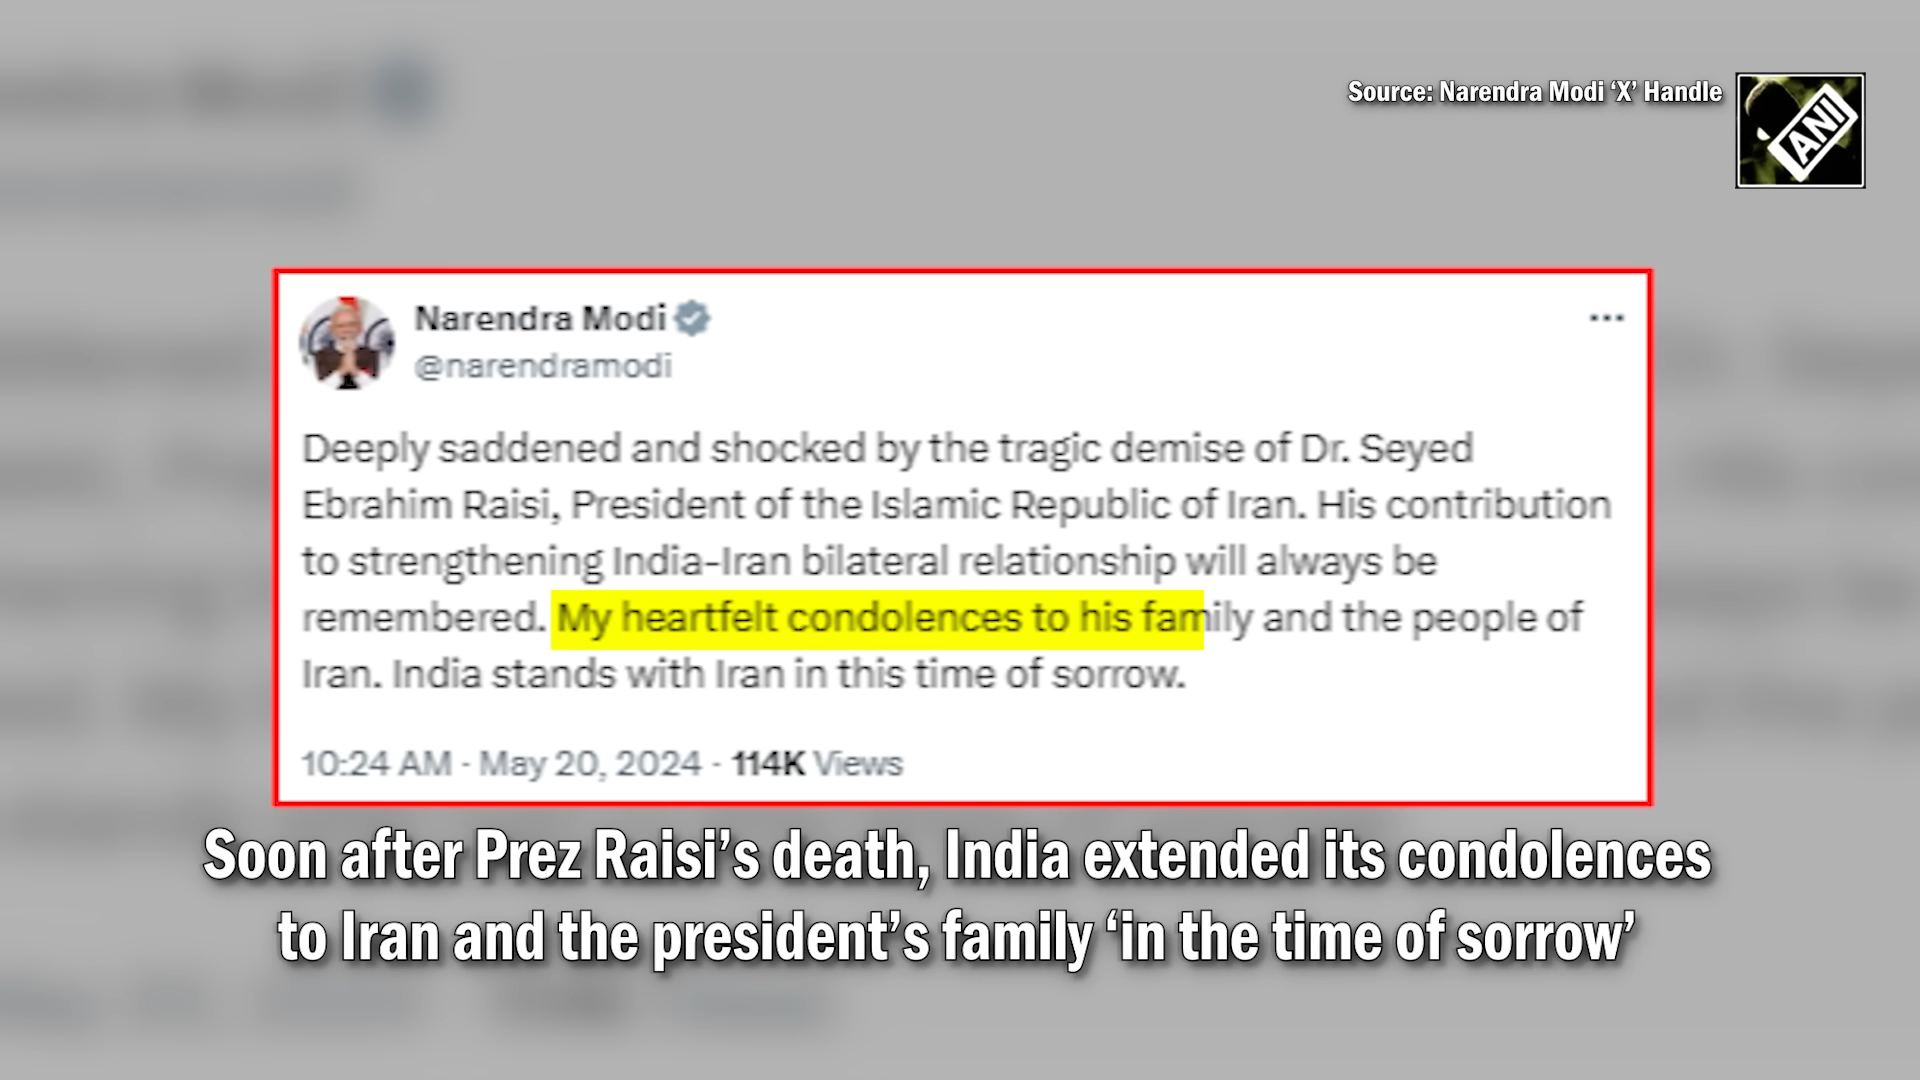 Source: Narendra Modi ‘X’ Handle
ANI
Narendra Modi
@narendramodi
Deeply saddened and shocked by the tragic demise of Dr. Seyed
Ebrahim Raisi, President of the Islamic Republic of Iran. His contribution
to strengthening India-Iran bilateral relationship will always be
remembered. My heartfelt condolences to his family and the people of
Iran. India stands with Iran in this time of sorrow.
10:24 AM · May 20, 2024 · 114K Views
Soon after Prez Raisi’s death, India extended its condolences
to Iran and the president’s family ‘in the time of sorrow’